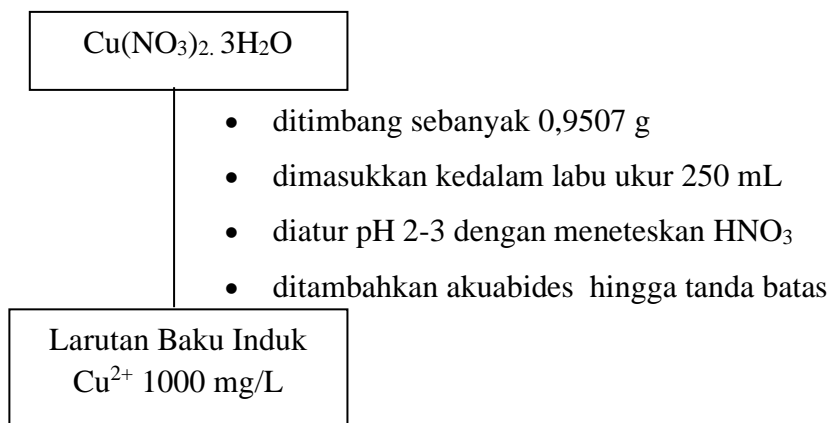 Cu(NO₃)₂. 3H₂O
• ditimbang sebanyak 0,9507 g
• dimasukkan kedalam labu ukur 250 mL
• diatur pH 2-3 dengan meneteskan HNO₃
• ditambahkan akuabides hingga tanda batas
Larutan Baku Induk
Cu²⁺ 1000 mg/L